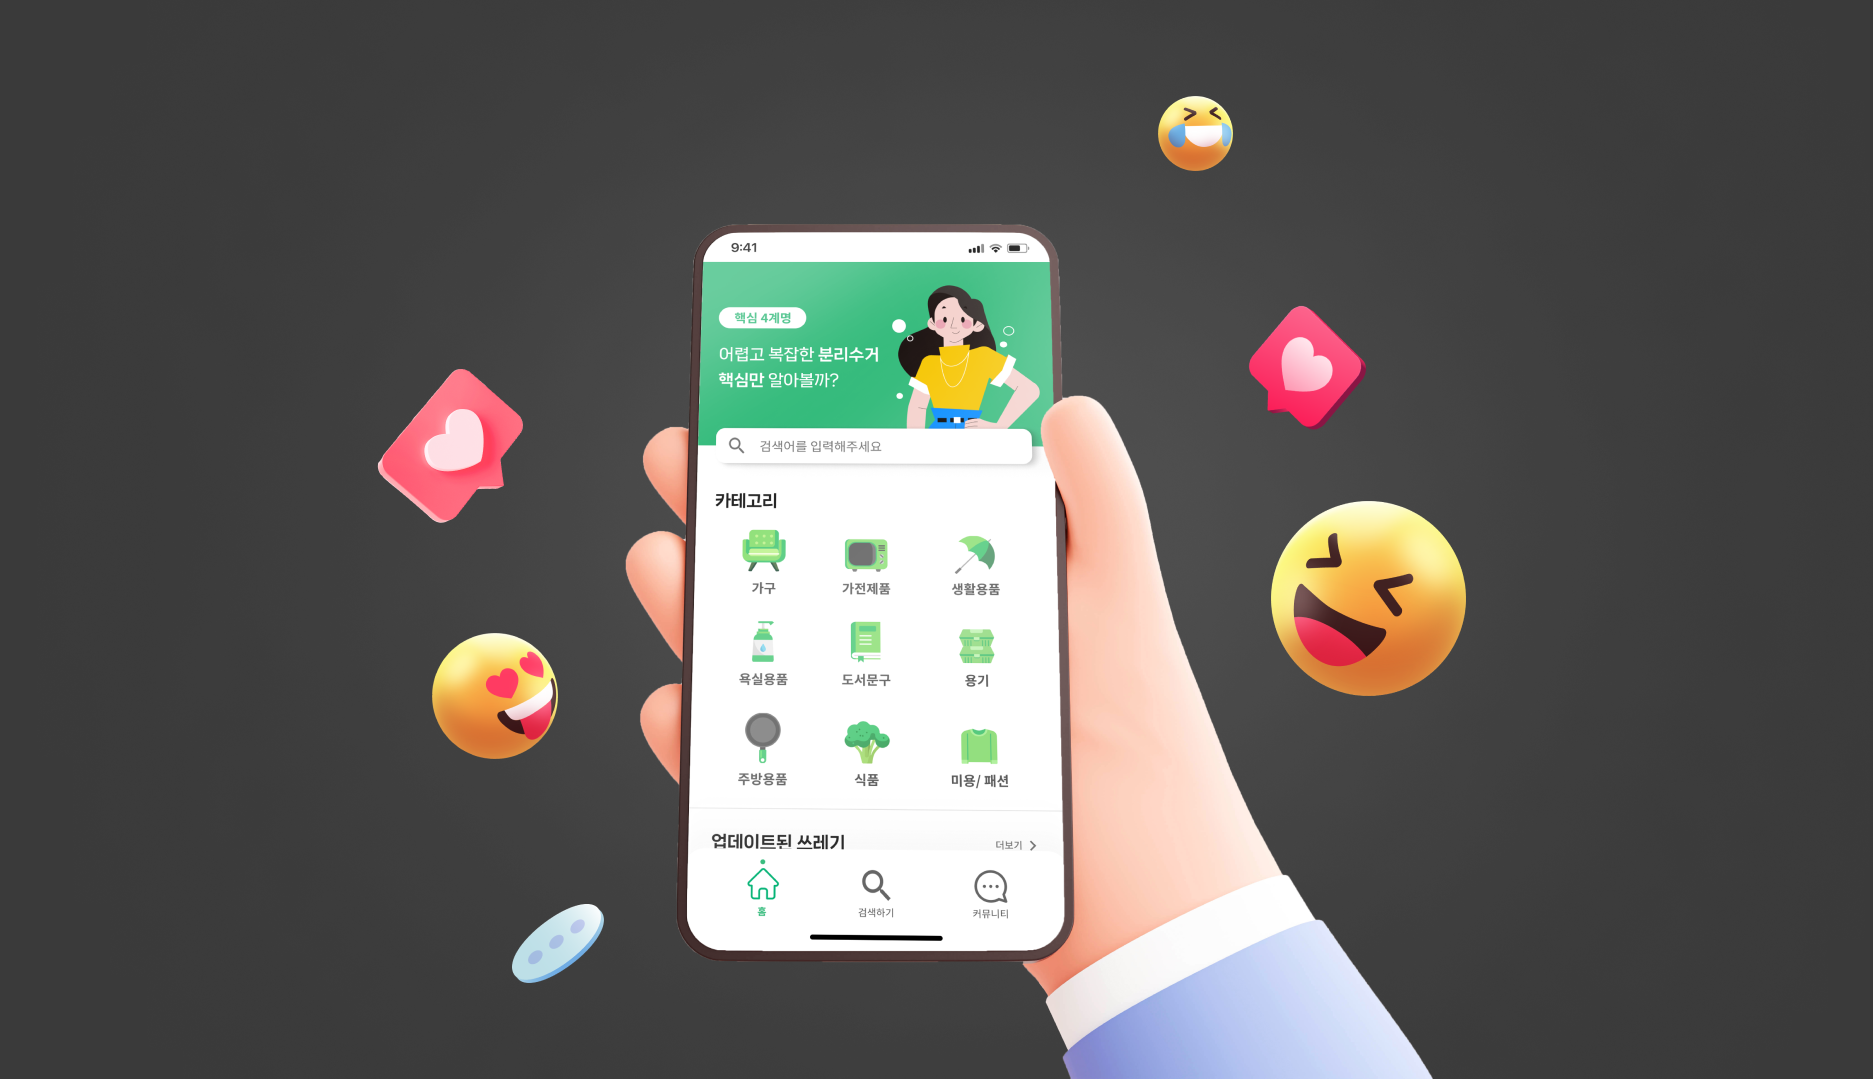 9:41
핵심 4계명
어렵고 복잡한 분리수거
핵심만 알아볼까?
검색어를 입력해주세요
카테고리
가구 가전제품 생활용품
욕실용품 도서문구 용기
주방용품 식품 미용/ 패션
업데이트된 쓰레기 더보기
홈 검색하기 커뮤니티